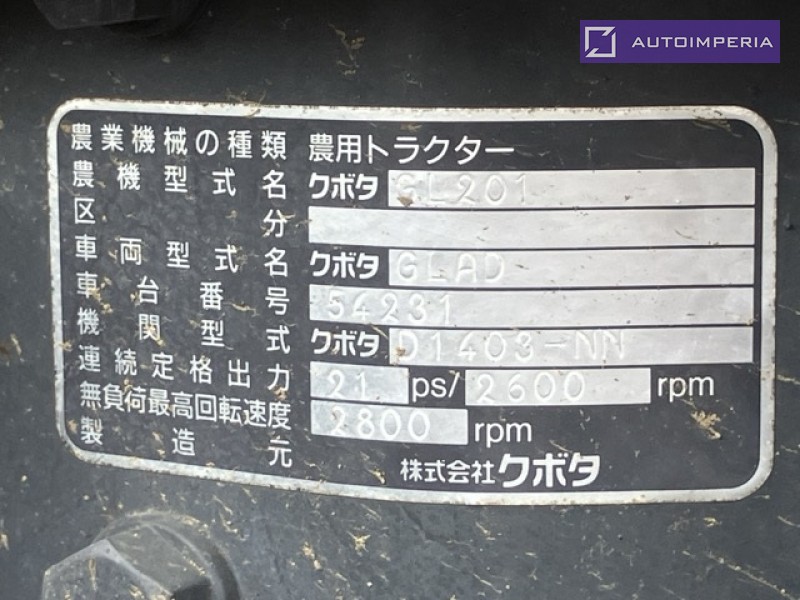 AUTOIMPERIA
農業機械の種類 農用トラクター
農機型式名 クボタ GL201
区分
車両型式名 クボタ GLAD
車台番号 54231
機関型式 クボタ D1403-NN
連続定格出力 21 ps/ 2600 rpm
無負荷最高回転速度 2800 rpm
製造元 株式会社クボタ